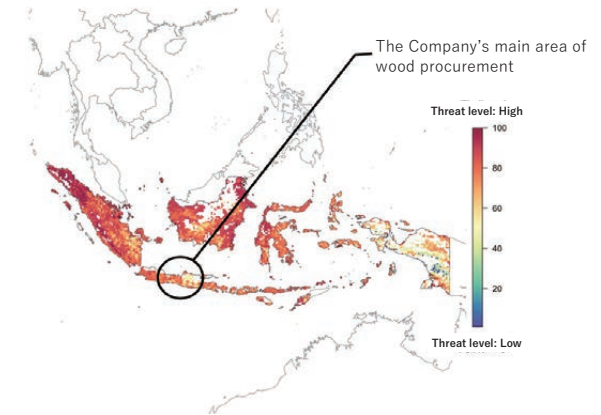 The Company’s main area of
wood procurement
Threat level: High
100
80
60
40
20
Threat level: Low